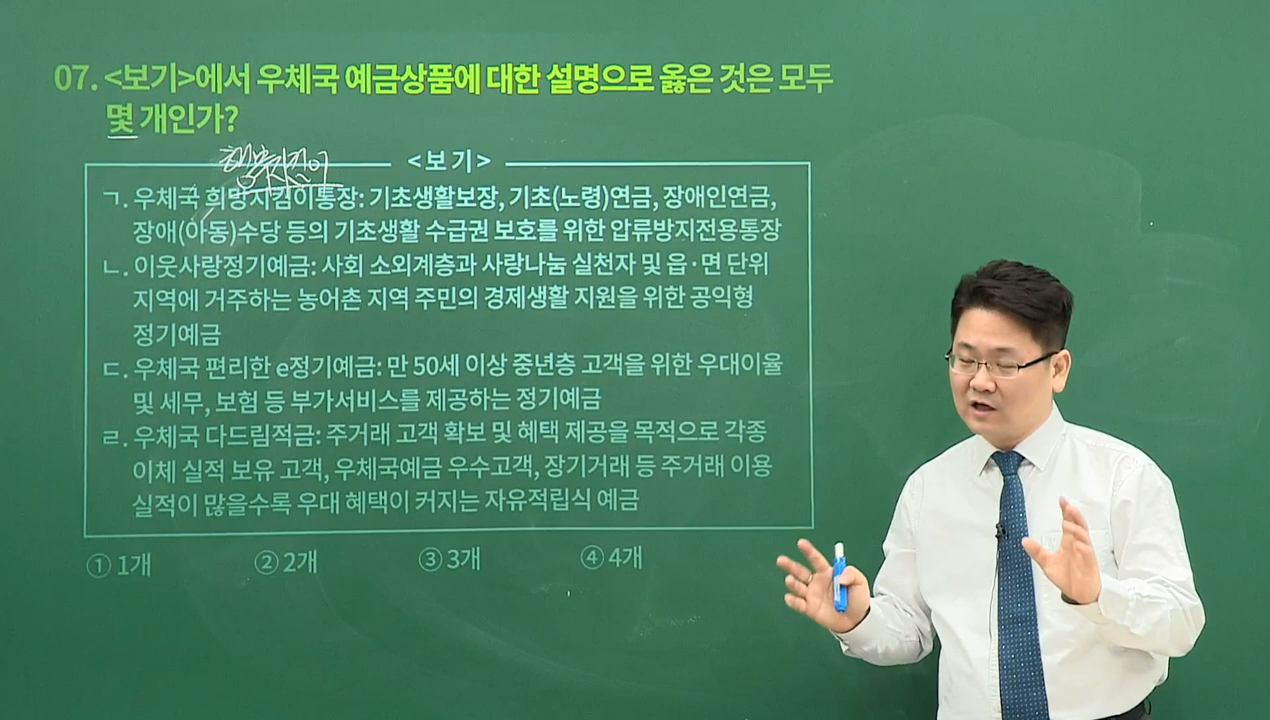 07. <보기>에서 우체국 예금상품에 대한 설명으로 옳은 것은 모두
몇 개인가?
행복지킴이
<보기>
ㄱ. 우체국 희망지킴이통장: 기초생활보장, 기초(노령)연금, 장애인연금,
장애(아동)수당 등의 기초생활 수급권 보호를 위한 압류방지전용통장
ㄴ. 이웃사랑정기예금: 사회 소외계층과 사랑나눔 실천자 및 읍·면 단위
지역에 거주하는 농어촌 지역 주민의 경제생활 지원을 위한 공익형
정기예금
ㄷ. 우체국 편리한 e정기예금: 만 50세 이상 중년층 고객을 위한 우대이율
및 세무, 보험 등 부가서비스를 제공하는 정기예금
ㄹ. 우체국 다드림적금: 주거래 고객 확보 및 혜택 제공을 목적으로 각종
이체 실적 보유 고객, 우체국예금 우수고객, 장기거래 등 주거래 이용
실적이 많을수록 우대 혜택이 커지는 자유적립식 예금
① 1개 ② 2개 ③ 3개 ④ 4개